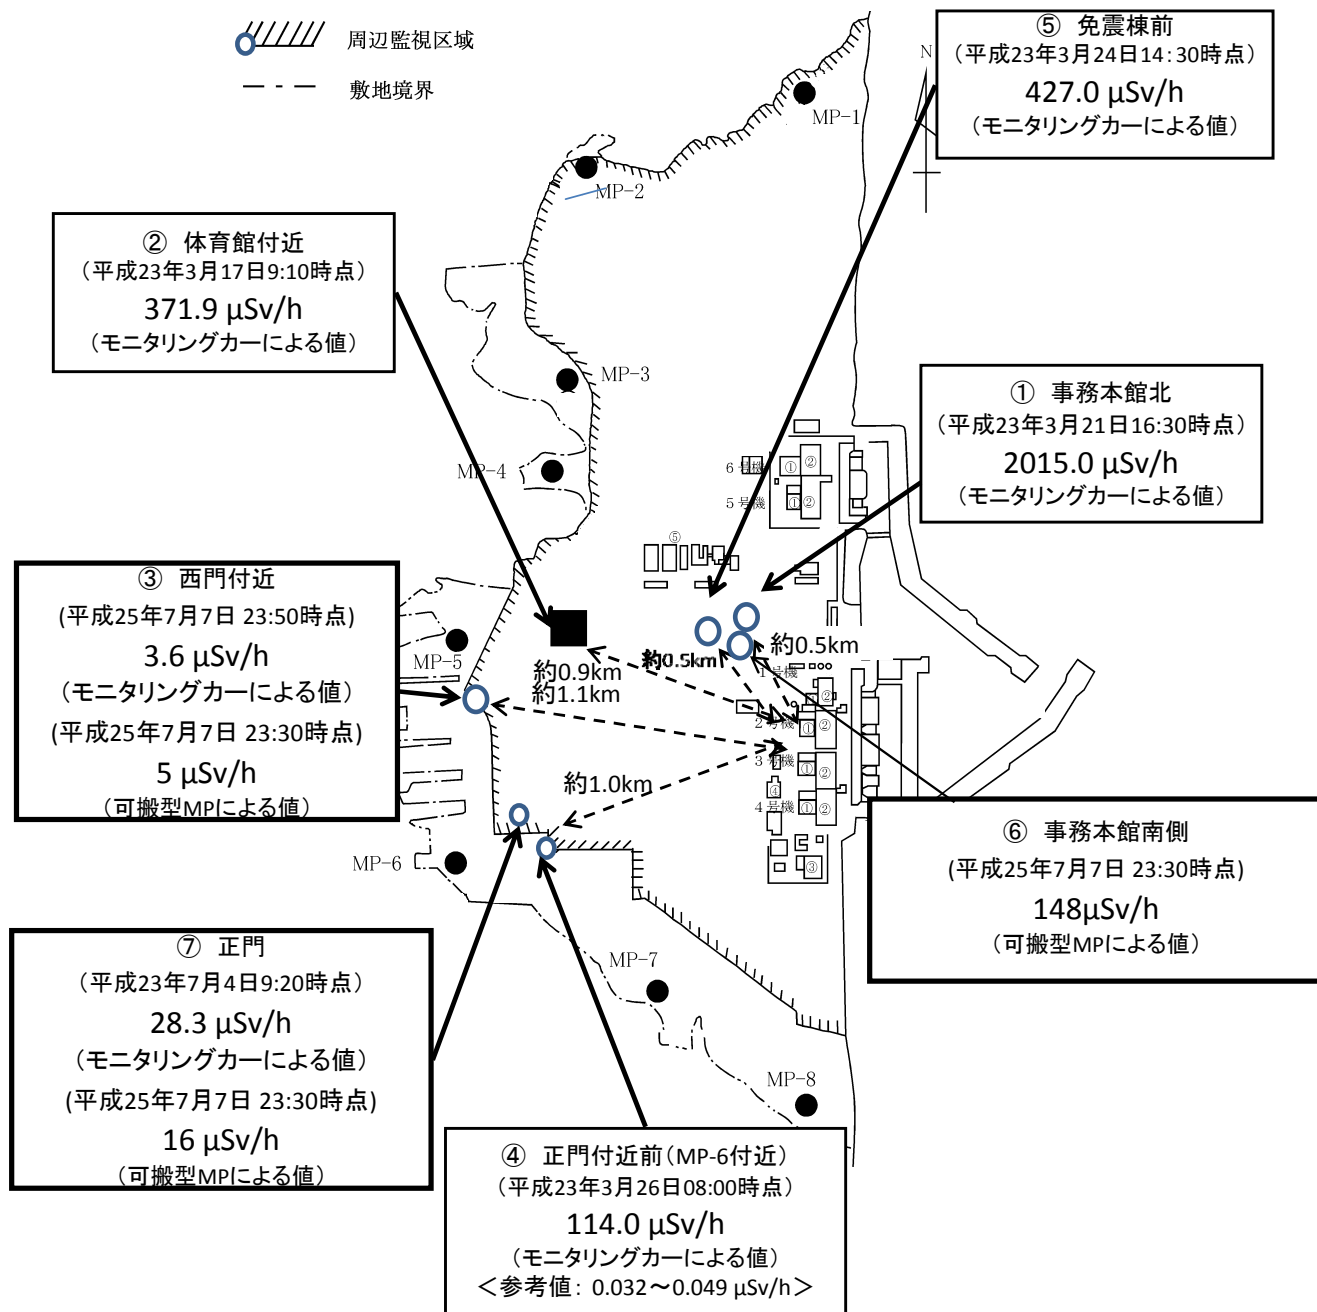 周辺監視区域
敷地境界
⑤ 免震棟前
(平成23年3月24日14:30時点)
427.0 μSv/h
(モニタリングカーによる値)
N
MP-1
MP-2
② 体育館付近
(平成23年3月17日9:10時点)
371.9 μSv/h
(モニタリングカーによる値)
MP-3
① 事務本館北
(平成23年3月21日16:30時点)
2015.0 μSv/h
(モニタリングカーによる値)
MP-4
6号機
① ②
5号機
① ②
⑤
③ 西門付近
(平成25年7月7日 23:50時点)
3.6 μSv/h
(モニタリングカーによる値)
(平成25年7月7日 23:30時点)
5 μSv/h
(可搬型MPによる値)
MP-5
約0.9km
約1.1km
約0.5km
約0.5km
1号機
②
2号機
① ②
3号機
① ②
④
4号機
① ②
③
約1.0km
MP-6
⑥ 事務本館南側
(平成25年7月7日 23:30時点)
148μSv/h
(可搬型MPによる値)
⑦ 正門
(平成23年7月4日9:20時点)
28.3 μSv/h
(モニタリングカーによる値)
(平成25年7月7日 23:30時点)
16 μSv/h
(可搬型MPによる値)
MP-7
MP-8
④ 正門付近前(MP-6付近)
(平成23年3月26日08:00時点)
114.0 μSv/h
(モニタリングカーによる値)
<参考値: 0.032~0.049 μSv/h>